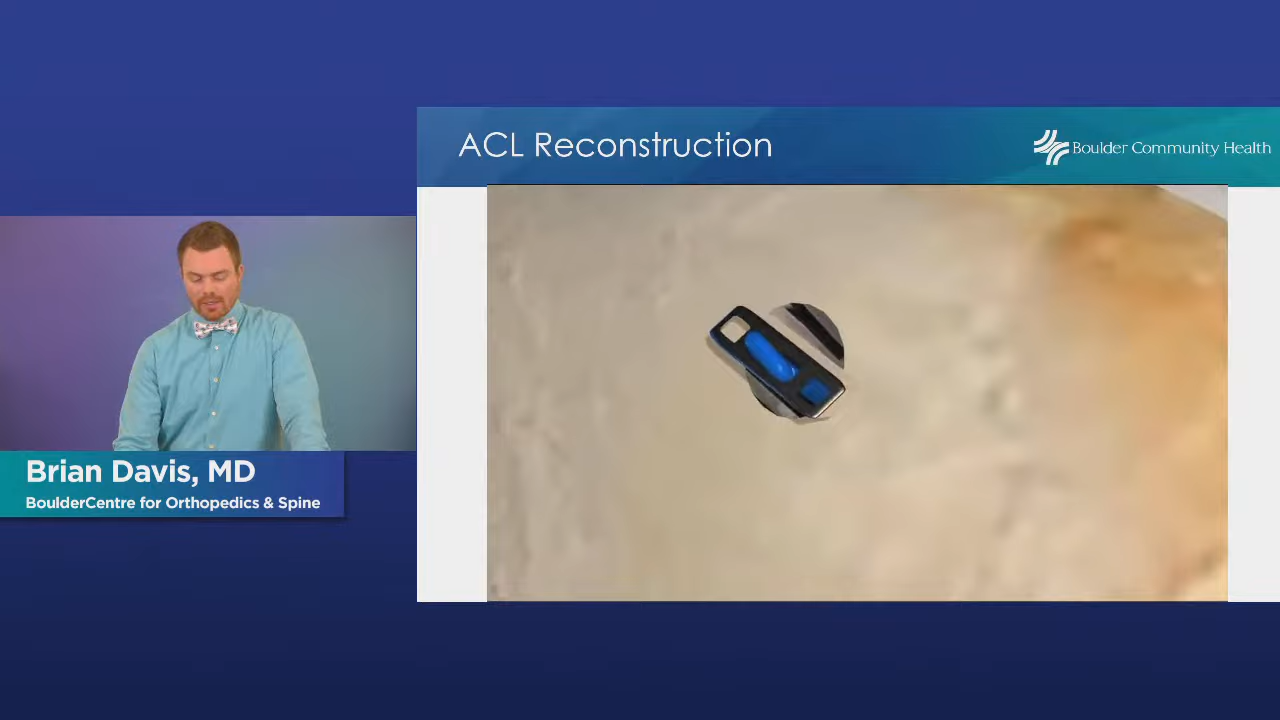 ACL Reconstruction
Boulder Community Health
Brian Davis, MD
BoulderCentre for Orthopedics & Spine